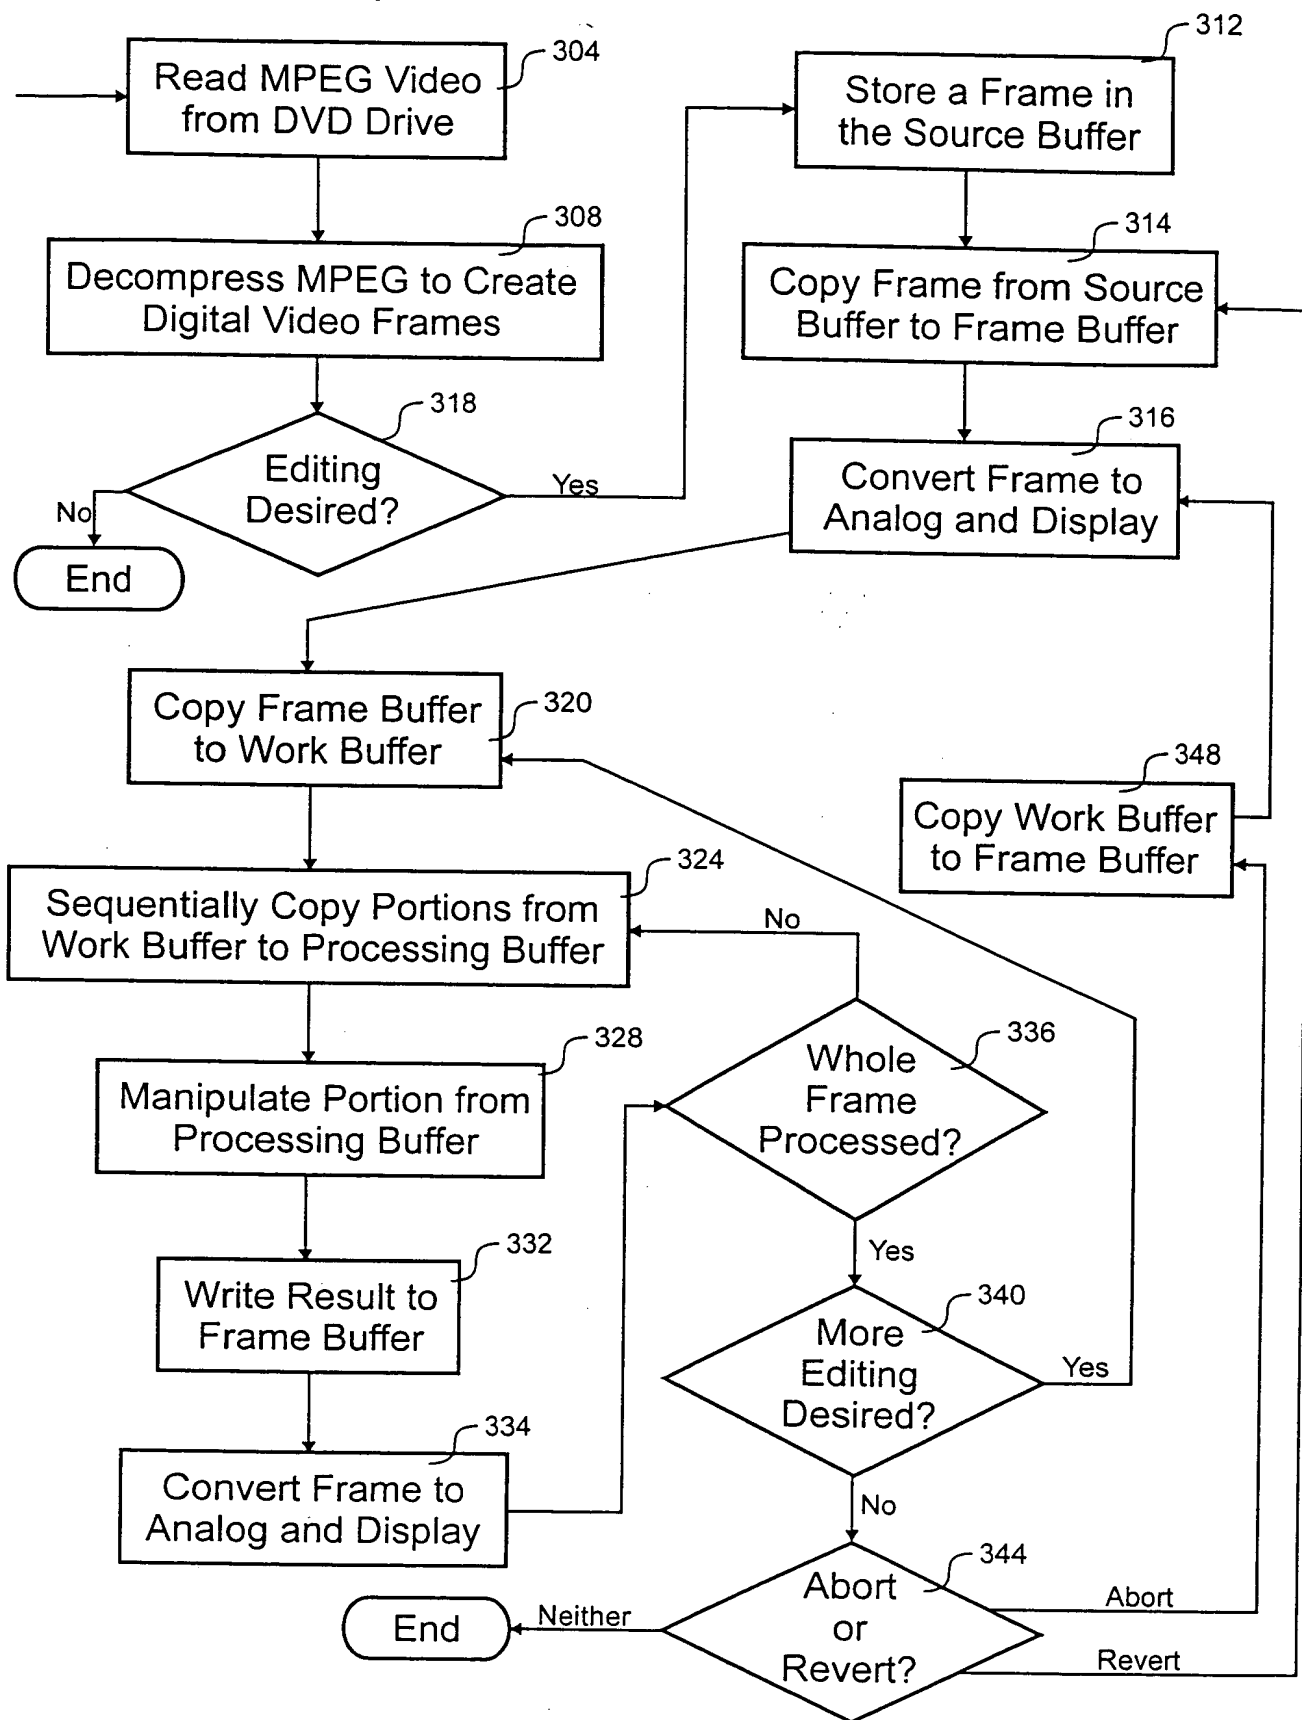 304
Read MPEG Video
from DVD Drive
308
Decompress MPEG to Create
Digital Video Frames
318
Editing
Desired?
No
Yes
End
312
Store a Frame in
the Source Buffer
314
Copy Frame from Source
Buffer to Frame Buffer
316
Convert Frame to
Analog and Display
320
Copy Frame Buffer
to Work Buffer
324
Sequentially Copy Portions from
Work Buffer to Processing Buffer
328
Manipulate Portion from
Processing Buffer
332
Write Result to
Frame Buffer
334
Convert Frame to
Analog and Display
336
Whole
Frame
Processed?
No
Yes
340
More
Editing
Desired?
Yes
No
344
Abort
or
Revert?
Neither
End
Abort
Revert
348
Copy Work Buffer
to Frame Buffer